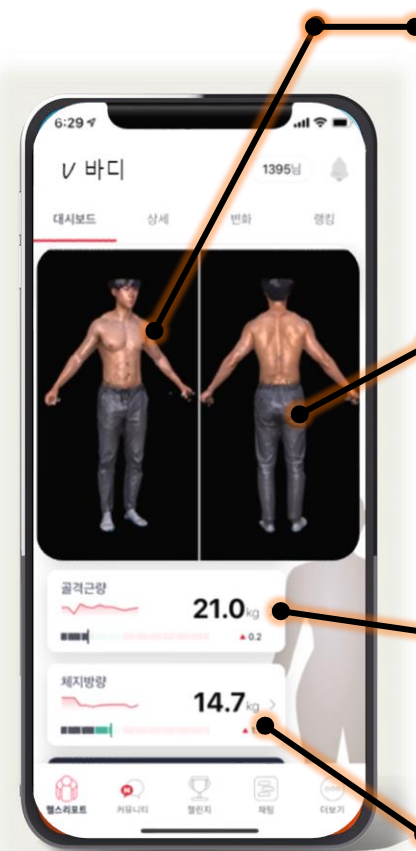 6:29
V 바디
1395님
대시보드 상세 변화 랭킹
골격근량
21.0kg
▲ 0.2
체지방량
14.7kg >
헬스리포트 커뮤니티 챌린지 채팅 더보기